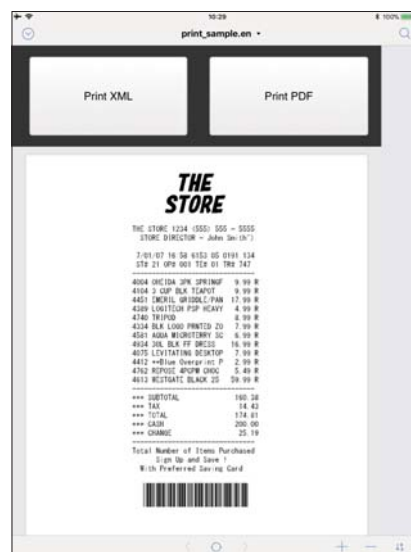 10:29
100%
print_sample.en
Print XML
Print PDF
THE
STORE
THE STORE 1234 (555) 555 – 5555
STORE DIRECTOR – John Smith
7/01/07 16 58 6153 05 0191 134
ST# 21 OP# 001 TE# 01 TR# 747
4004 OHEIDA 3PK SPRINGF 9.99 R
4104 3 CUP BLK TEAPOT 9.99 R
4451 EMERIL GRIDDLE/PAN 17.99 R
4389 LOGITECH PSP HEAVY 4.99 R
4740 TRIPOD 8.99 R
4334 BLK LOGO PRNTED ZO 7.99 R
4581 AQUA MICROTERRY SC 6.99 R
4934 30L BLK FF DRESS 16.99 R
4075 LEVITATING DESKTOP 7.99 R
4412 **Blue Overprint P 2.99 R
4762 REPOSE 4PCPM CHOC 5.49 R
4613 WESTGATE BLACK 25 59.99 R
*** SUBTOTAL 160.38
*** TAX 14.43
*** TOTAL 174.81
*** CASH 200.00
*** CHANGE 25.19
Total Number of Items Purchased
Sign Up and Save !
With Preferred Saving Card